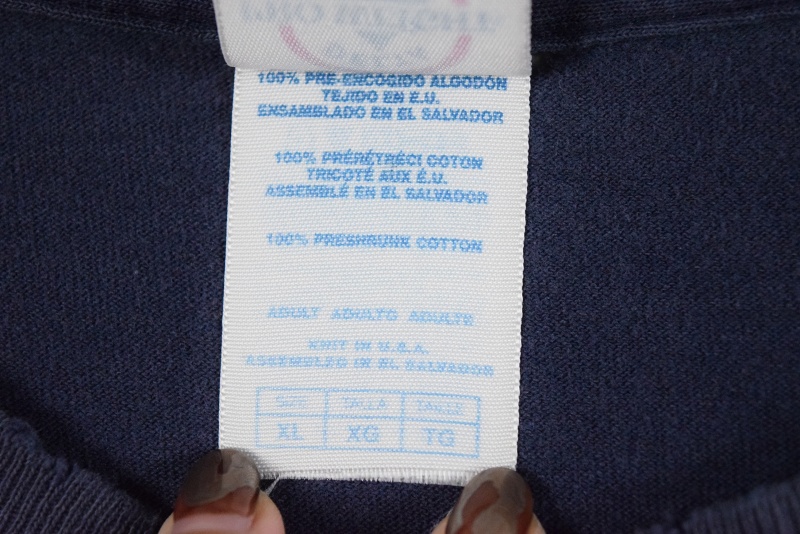 100% PRE-ENCOGIDO ALGODÓN
TEJIDO EN E.U.
ENSAMBLADO EN EL SALVADOR
100% PRÉRÉTRÉCI COTON
TRICOTÉ AUX É.U.
ASSEMBLÉ EN EL SALVADOR
100% PRESHRUNK COTTON
ADULT ADULTO ADULTE
KNIT IN U.S.A.
ASSEMBLED IN EL SALVADOR
SIZE TALLA TAILLE
XL XG TG